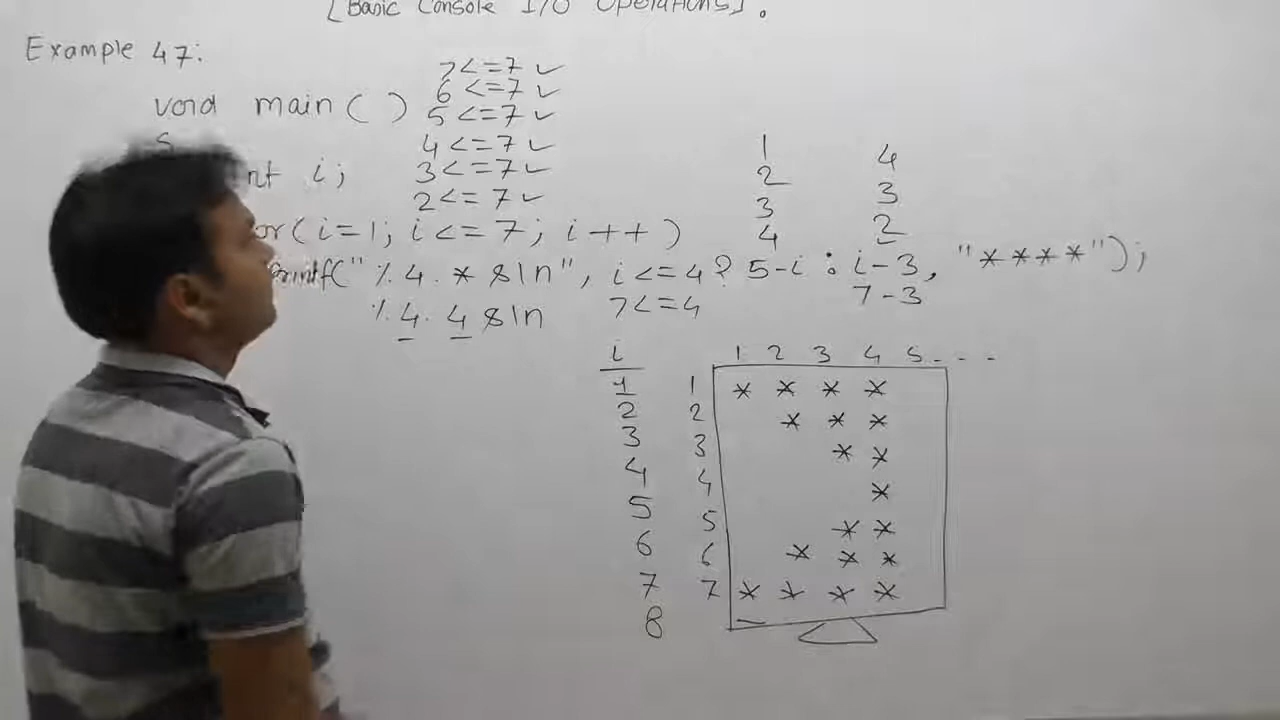 [Basic Console I/O Operations].
Example 47:
7<=7 ✓
6<=7 ✓
void main( ) 5<=7 ✓
4<=7 ✓
nt i; 3<=7 ✓
2<=7 ✓
1 4
2 3
3 2
4
or(i=1; i<=7; i++)
printf("%4.*s\n", i<=4? 5-i : i-3, "****");
7<=4 7-3
%4.4s\n
i 1 2 3 4 5...
1 1 * * * *
2 2 * * *
3 3 * *
4 4 *
5 5 * *
6 6 * * *
7 7 * * * *
8 _